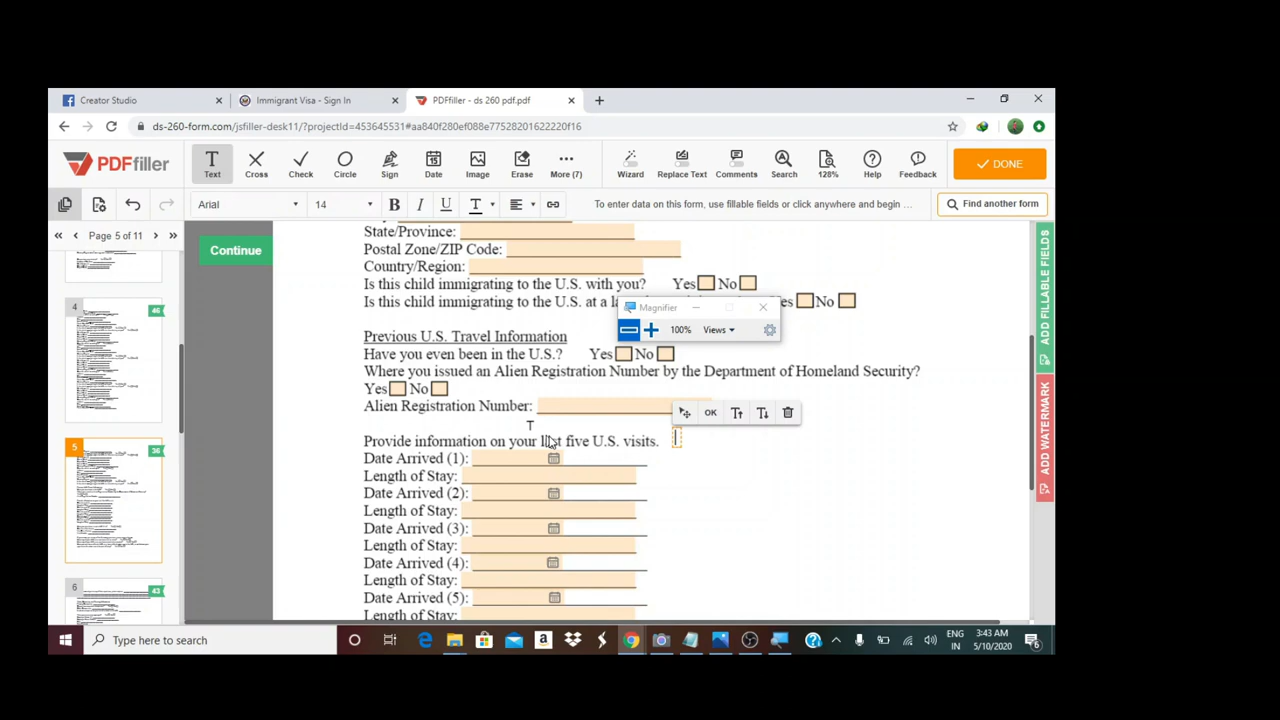 Creator Studio
Immigrant Visa - Sign In
PDFfiller - ds 260 pdf.pdf
ds-260-form.com/jsfiller-desk11/?projectId=453645531#aa840f280ef088e77528201622220f16
PDFfiller
Text
Cross
Check
Circle
Sign
Date
Image
Erase
More (7)
Wizard
Replace Text
Comments
Search
128%
Help
Feedback
DONE
Arial
14
B I U T
To enter data on this form, use fillable fields or click anywhere and begin ...
Find another form
Page 5 of 11
Continue
State/Province:
Postal Zone/ZIP Code:
Country/Region:
Is this child immigrating to the U.S. with you? Yes No
Is this child immigrating to the U.S. at a No
Magnifier
100%
Views
Previous U.S. Travel Information
Have you even been in the U.S.? Yes No
Where you issued an Alien Registration Number by the Department of Homeland Security?
Yes No
Alien Registration Number:
OK
Provide information on your last five U.S. visits.
Date Arrived (1):
Length of Stay:
Date Arrived (2):
Length of Stay:
Date Arrived (3):
Length of Stay:
Date Arrived (4):
Length of Stay:
Date Arrived (5):
Length of Stay:
4
46
5
36
6
43
ADD FILLABLE FIELDS
ADD WATERMARK
Type here to search
ENG
IN
3:43 AM
5/10/2020